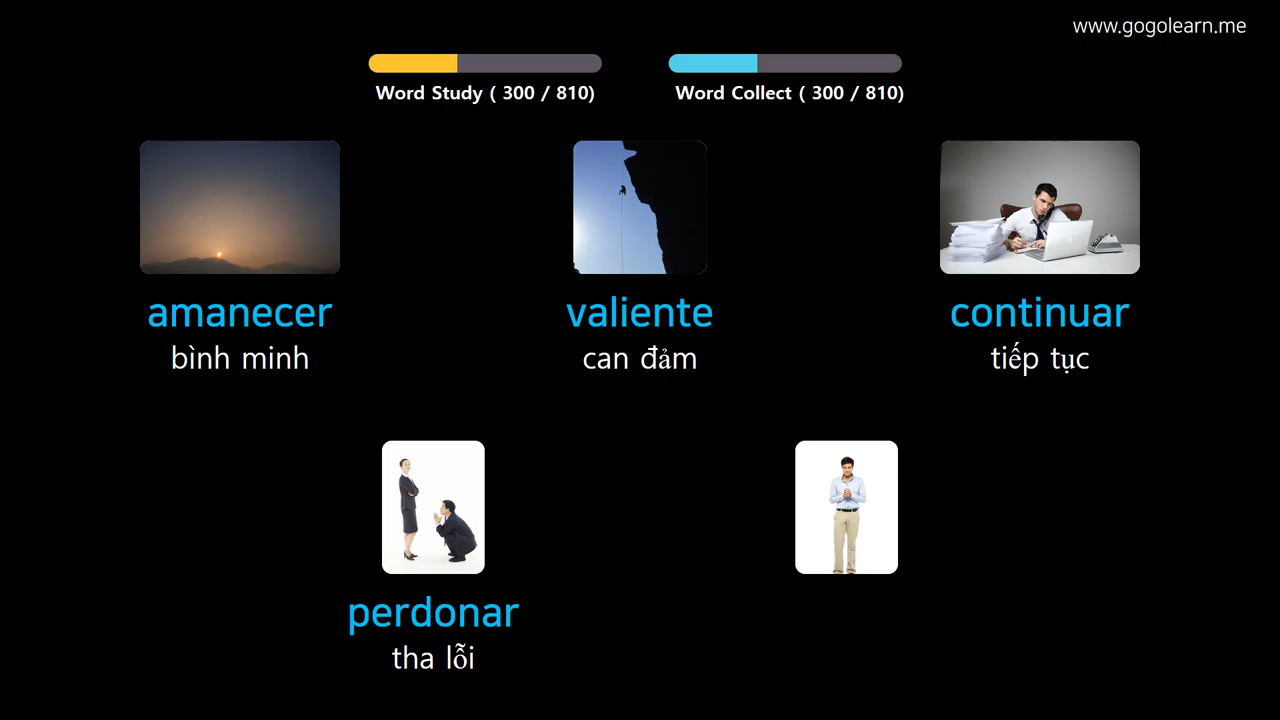 www.gogolearn.me
Word Study ( 300 / 810)
Word Collect ( 300 / 810)
amanecer
bình minh
valiente
can đảm
continuar
tiếp tục
perdonar
tha lỗi